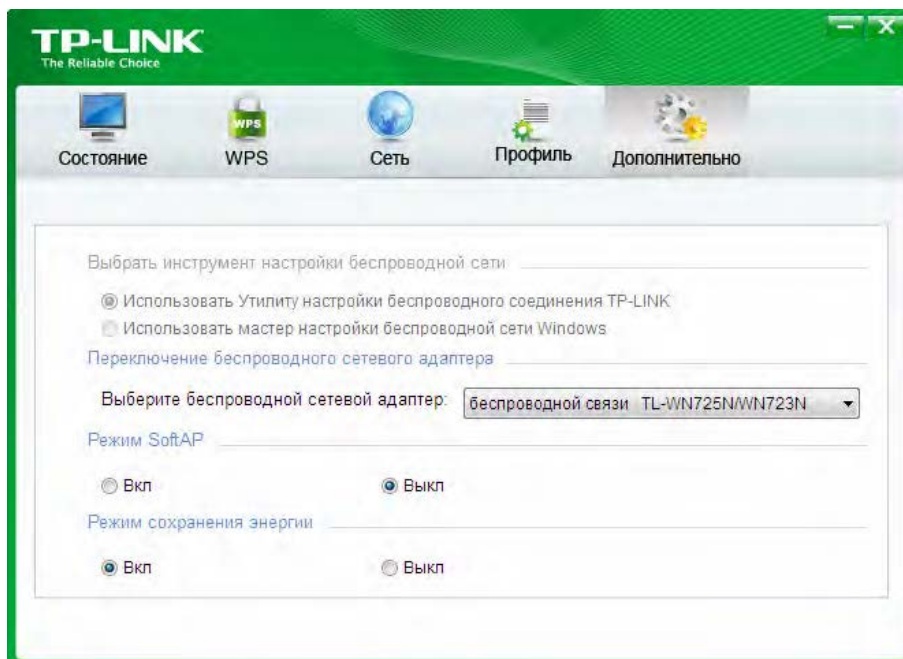 TP-LINK
The Reliable Choice
WPS
Состояние WPS Сеть Профиль Дополнительно
Выбрать инструмент настройки беспроводной сети
Использовать Утилиту настройки беспроводного соединения TP-LINK
Использовать мастер настройки беспроводной сети Windows
Переключение беспроводного сетевого адаптера
Выберите беспроводной сетевой адаптер: беспроводной связи TL-WN725N/WN723N
Режим SoftAP
Вкл Выкл
Режим сохранения энергии
Вкл Выкл